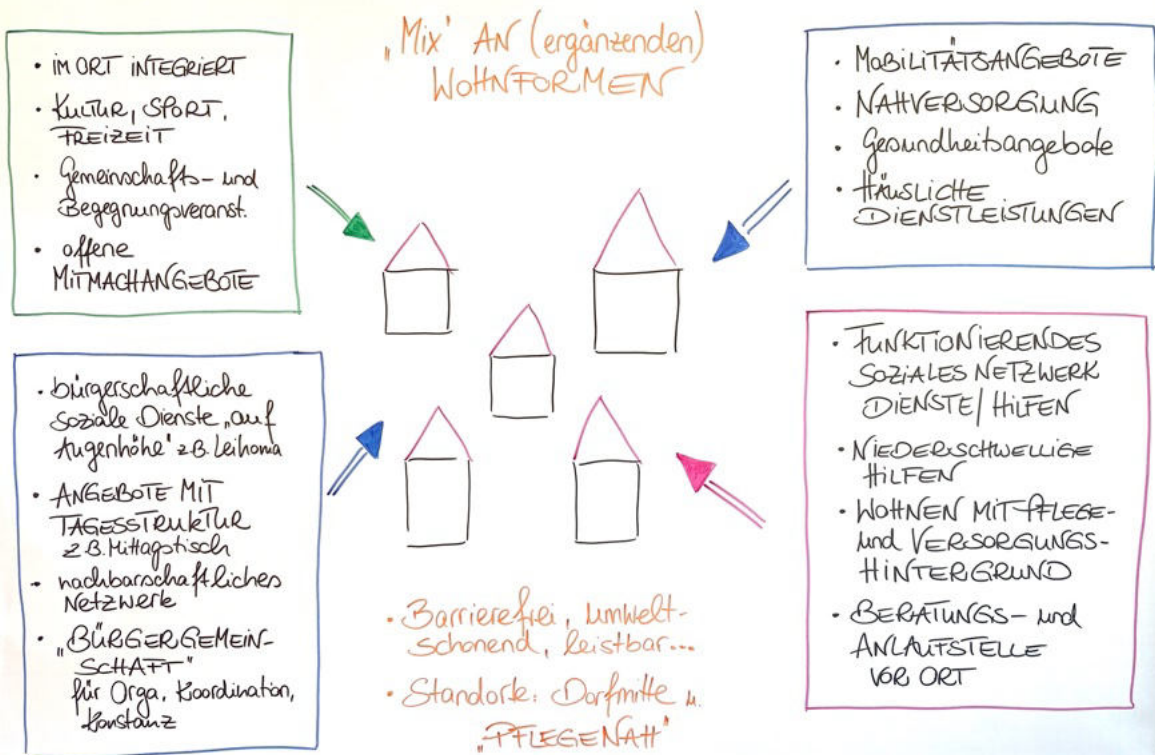 „Mix‘ AN (ergänzenden)
WOHNFORMEN
• IM ORT INTEGRIERT
• KULTUR, SPORT,
FREIZEIT
• Gemeinschafts- und
Begegnungsveranst.
• offene
MITMACHANGEBOTE
• MOBILITÄTSANGEBOTE
• NAHVERSORGUNG
• Gesundheitsangebote
• HÄUSLICHE
DIENSTLEISTUNGEN
• bürgerschaftliche
soziale Dienste „auf
Augenhöhe‘ z.B. Leihoma
• ANGEBOTE MIT
TAGESSTRUKTUR
z.B. Mittagstisch
• nachbarschaftliches
Netzwerk
• „BÜRGERGEMEIN-
SCHAFT“
für Orga, Koordination,
Konstanz
• FUNKTIONIERENDES
SOZIALES NETZWERK
DIENSTE/HILFEN
• NIEDERSCHWELLIGE
HILFEN
• WOHNEN MIT PFLEGE-
und VERSORGUNGS-
HINTERGRUND
• BERATUNGS- und
ANLAUFSTELLE
VOR ORT
• Barrierefrei, umwelt-
schonend, leistbar...
• Standorte: Dorfmitte u.
„PFLEGENAH“